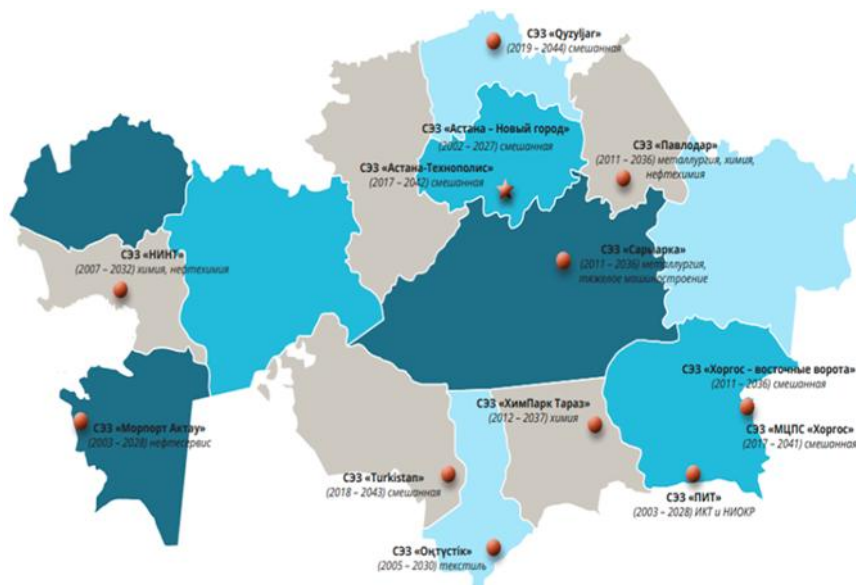 СЭЗ «Qyzyljar»
(2019 – 2044) смешанная
СЭЗ «Астана – Новый город»
(2002 – 2027) смешанная
СЭЗ «Астана-Технополис»
(2017 – 2042) смешанная
СЭЗ «Павлодар»
(2011 – 2036) металлургия, химия,
нефтехимия
СЭЗ «НИНТ»
(2007 – 2032) химия, нефтехимия
СЭЗ «Сарыарка»
(2011 – 2036) металлургия,
тяжелое машиностроение
СЭЗ «Хоргос – восточные ворота»
(2011 – 2036) смешанная
СЭЗ «ХимПарк Тараз»
(2012 – 2037) химия
СЭЗ «МЦПС «Хоргос»
(2017 – 2041) смешанная
СЭЗ «Морпорт Актау»
(2003 – 2028) нефтесервис
СЭЗ «Turkistan»
(2018 – 2043) смешанная
СЭЗ «ПИТ»
(2003 – 2028) ИКТ и НИОКР
СЭЗ «Оңтүстік»
(2005 – 2030) текстиль